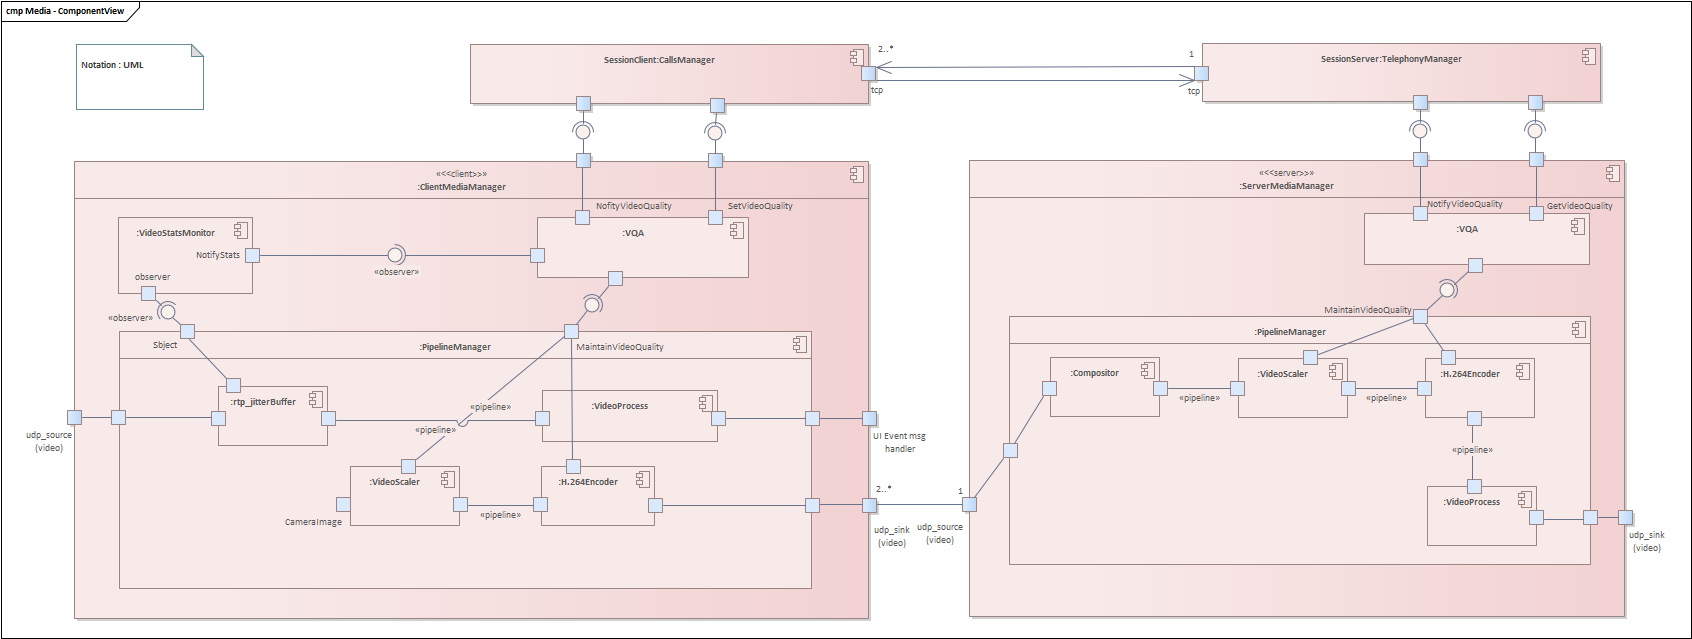 cmp Media - ComponentView
Notation : UML
SessionClient:CallsManager
2..*
tcp
1
tcp
SessionServer:TelephonyManager
«<<client>>»
:ClientMediaManager
NofityVideoQuality
SetVideoQuality
:VideoStatsMonitor
NotifyStats
observer
«observer»
:VQA
«observer»
Sbject
:PipelineManager
MaintainVideoQuality
:rtp_jitterBuffer
«pipeline»
«pipeline»
:VideoProcess
udp_source
(video)
UI Event msg
handler
:VideoScaler
CameraImage
«pipeline»
:H.264Encoder
2..*
udp_sink
(video)
1
udp_source
(video)
«<<server>>»
:ServerMediaManager
NotifyVideoQuality
GetVideoQuality
:VQA
MaintainVideoQuality
:PipelineManager
:Compositor
«pipeline»
:VideoScaler
«pipeline»
:H.264Encoder
«pipeline»
:VideoProcess
udp_sink
(video)